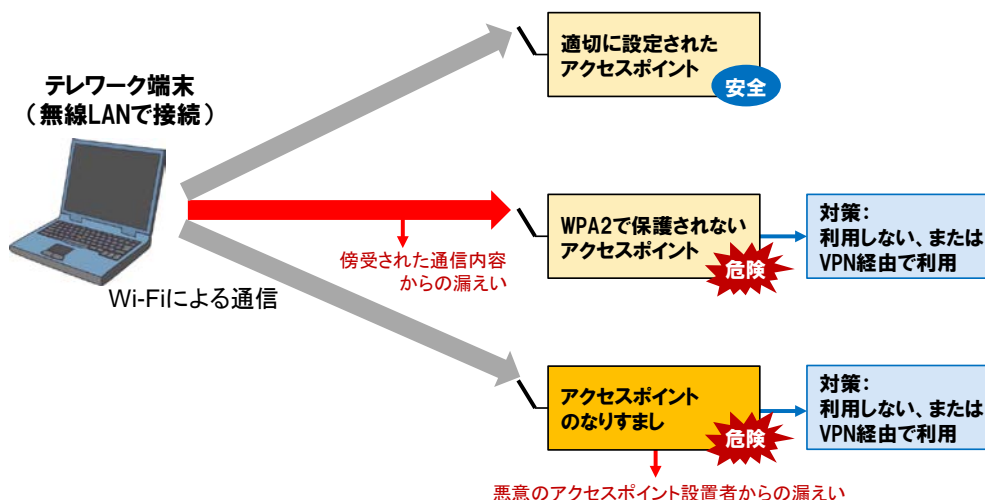 適切に設定された
アクセスポイント
安全
テレワーク端末
(無線LANで接続)
WPA2で保護されない
アクセスポイント
危険
対策:
利用しない、または
VPN経由で利用
傍受された通信内容
からの漏えい
Wi-Fiによる通信
アクセスポイント
のなりすまし
危険
対策:
利用しない、または
VPN経由で利用
悪意のアクセスポイント設置者からの漏えい